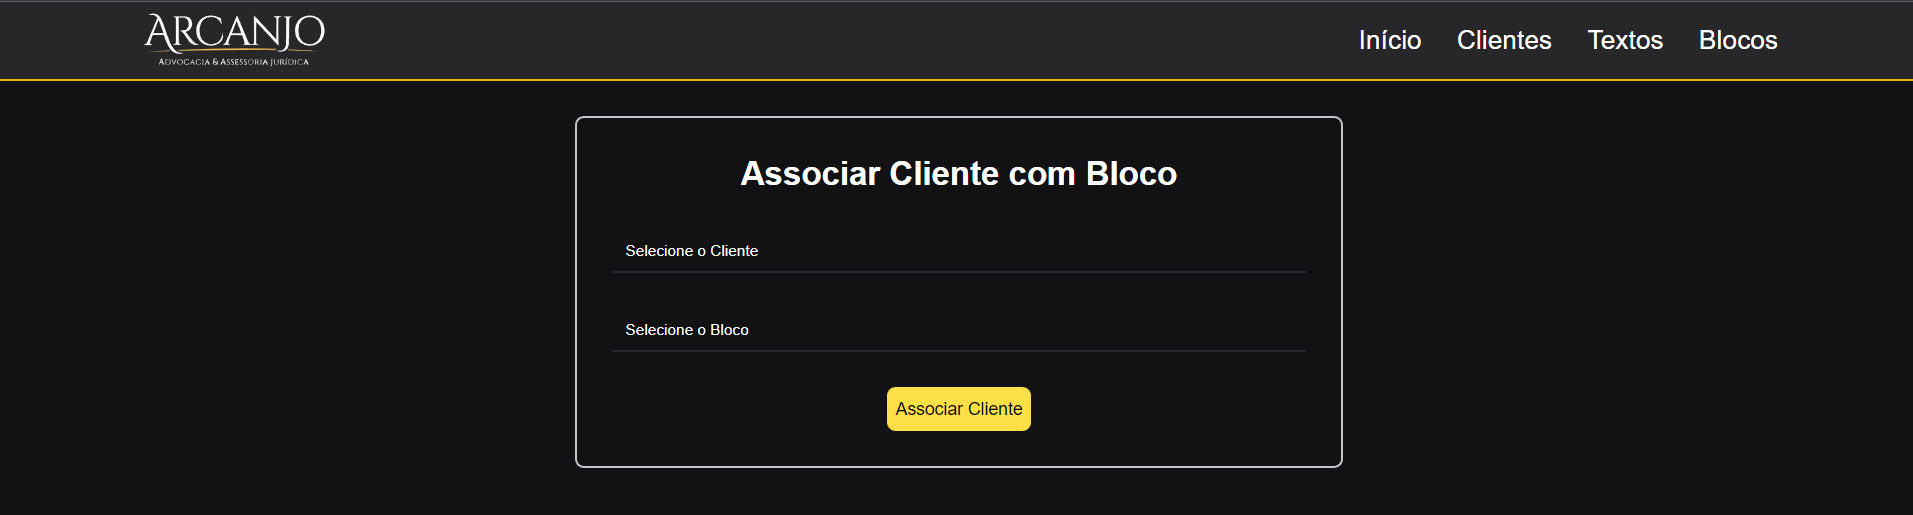 ARCANJO
ADVOCACIA & ASSESSORIA JURÍDICA
Início Clientes Textos Blocos
Associar Cliente com Bloco
Selecione o Cliente
Selecione o Bloco
Associar Cliente